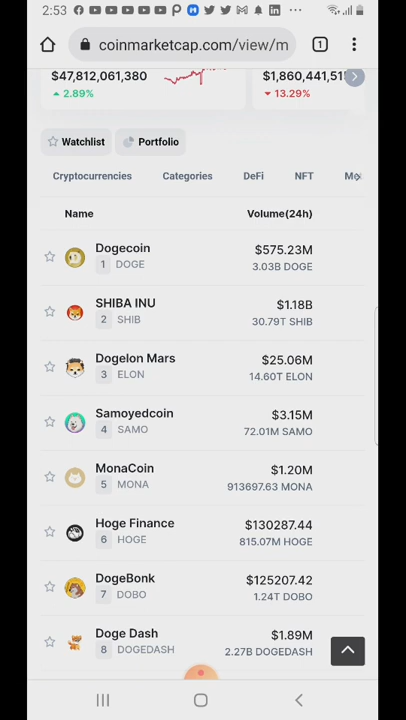 2:53
coinmarketcap.com/view/m
1
$47,812,061,380
2.89%
13.29%
Watchlist
Portfolio
Cryptocurrencies Categories DeFi NFT
Name Volume(24h)
Dogecoin $575.23M
1 DOGE 3.03B DOGE
SHIBA INU $1.18B
2 SHIB 30.79T SHIB
Dogelon Mars $25.06M
3 ELON 14.60T ELON
Samoyedcoin $3.15M
4 SAMO 72.01M SAMO
MonaCoin $1.20M
5 MONA 913697.63 MONA
Hoge Finance $130287.44
6 HOGE 815.07M HOGE
DogeBonk $125207.42
7 DOBO 1.24T DOBO
Doge Dash $1.89M
8 DOGEDASH 2.27B DOGEDASH